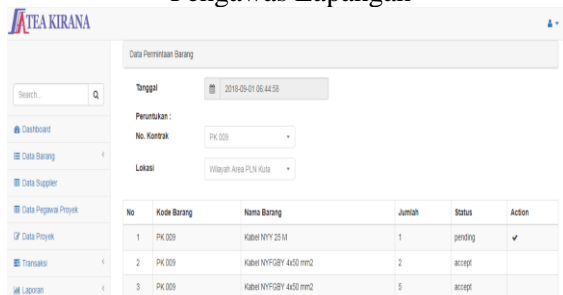 Pengawas Lapangan
TEA KIRANA
Data Permintaan Barang
Search...
Tanggal 2018-09-01 06:44:58
Peruntukan :
No. Kontrak PK 009
Lokasi Wilayah Area PLN Kuta
Dashboard
Data Barang
Data Supplier
Data Pegawai Proyek
Data Proyek
Transaksi
Laporan
No Kode Barang Nama Barang Jumlah Status Action
1 PK 009 Kabel NYY 25 M 1 pending ✔
2 PK 009 Kabel NYFGBY 4x50 mm2 2 accept
3 PK 009 Kabel NYFGBY 4x50 mm2 5 accept